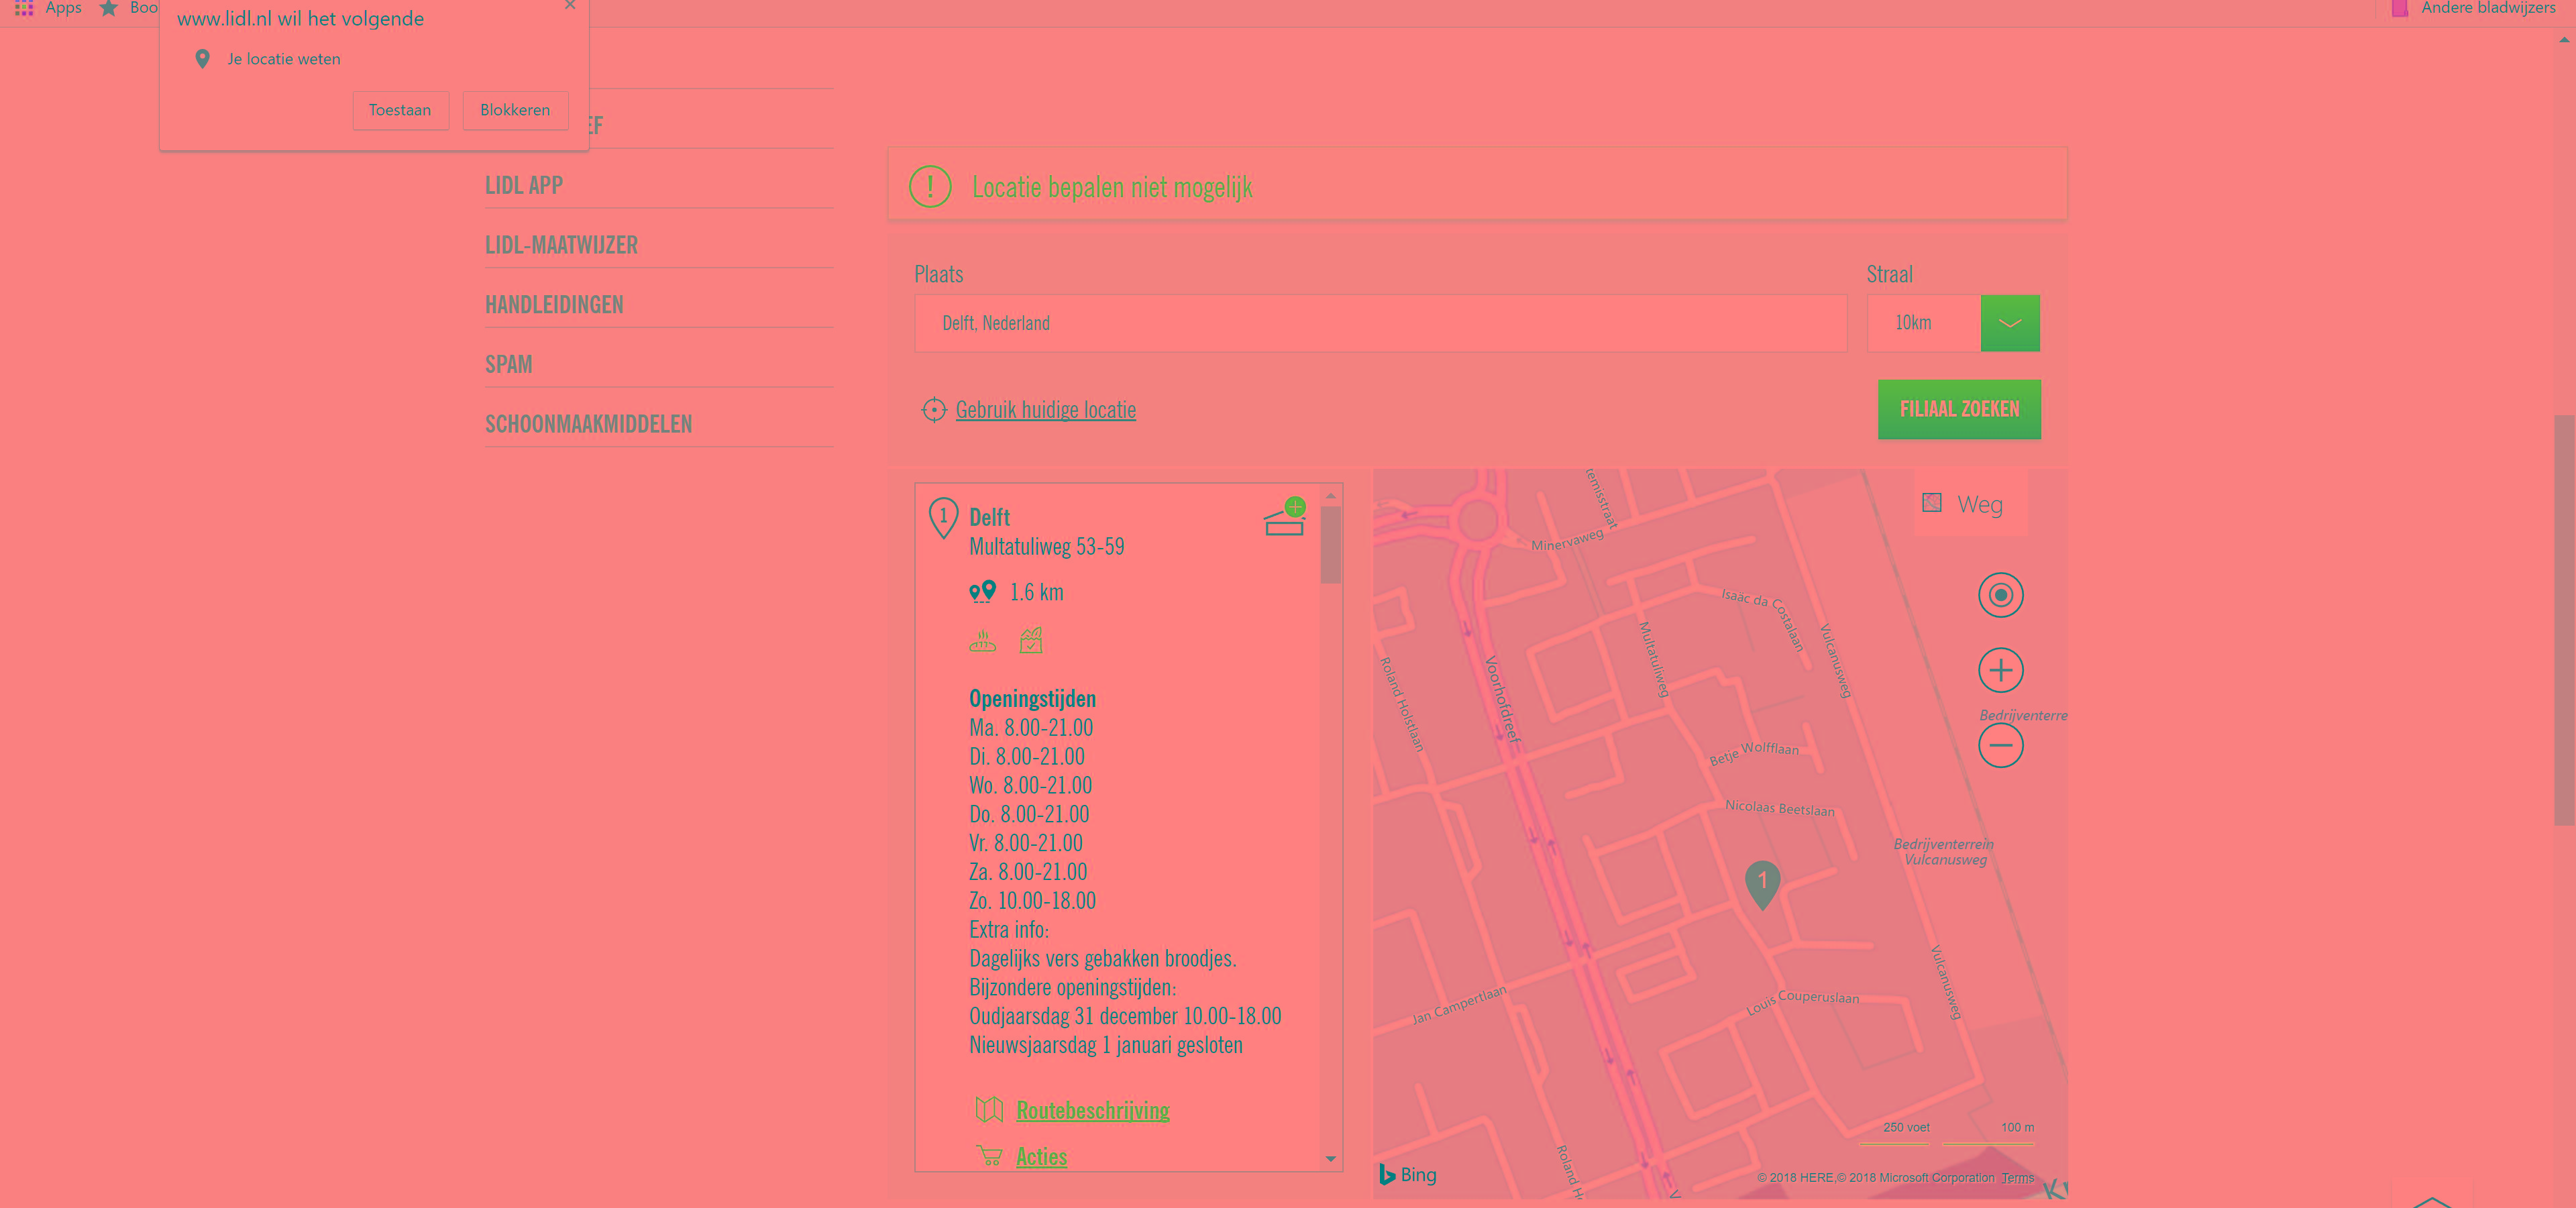 Apps
Andere bladwijzers
www.lidl.nl wil het volgende
Je locatie weten
Toestaan
Blokkeren
LIDL APP
LIDL-MAATWIJZER
HANDLEIDINGEN
SPAM
SCHOONMAAKMIDDELEN
Locatie bepalen niet mogelijk
Plaats
Straal
Delft, Nederland
10km
Gebruik huidige locatie
FILIAAL ZOEKEN
1
Delft
Multatuliweg 53-59
1.6 km
Openingstijden
Ma. 8.00-21.00
Di. 8.00-21.00
Wo. 8.00-21.00
Do. 8.00-21.00
Vr. 8.00-21.00
Za. 8.00-21.00
Zo. 10.00-18.00
Extra info:
Dagelijks vers gebakken broodjes.
Bijzondere openingstijden:
Oudjaarsdag 31 december 10.00-18.00
Nieuwsjaarsdag 1 januari gesloten
Routebeschrijving
Acties
Weg
Minervaweg
Isaäc da Costalaan
Vulcanusweg
Multatuliweg
Voorhofdreef
Roland Holstlaan
Betje Wolfflaan
Nicolaas Beetslaan
Bedrijventerrein
Vulcanusweg
1
Vulcanusweg
Jan Campertlaan
Louis Couperuslaan
250 voet
100 m
Bing
© 2018 HERE,© 2018 Microsoft Corporation Terms